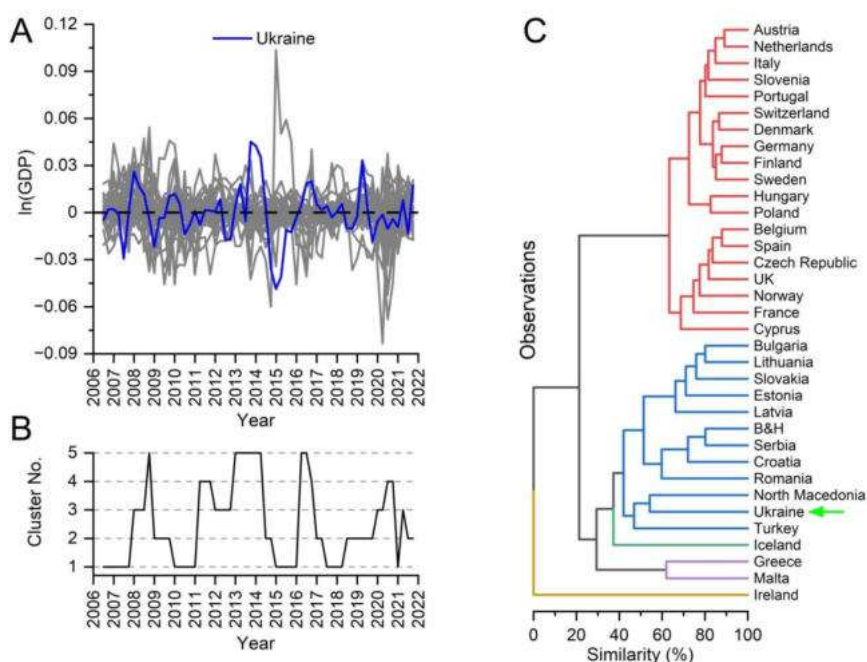 A
Ukraine
0.12
0.09
0.06
0.03
0
−0.03
−0.06
−0.09
ln(GDP)
2006
2007
2008
2009
2010
2011
2012
2013
2014
2015
2016
2017
2018
2019
2020
2021
2022
Year
B
5
4
3
2
1
Cluster No.
2006
2007
2008
2009
2010
2011
2012
2013
2014
2015
2016
2017
2018
2019
2020
2021
2022
Year
C
Observations
Austria
Netherlands
Italy
Slovenia
Portugal
Switzerland
Denmark
Germany
Finland
Sweden
Hungary
Poland
Belgium
Spain
Czech Republic
UK
Norway
France
Cyprus
Bulgaria
Lithuania
Slovakia
Estonia
Latvia
B&H
Serbia
Croatia
Romania
North Macedonia
Ukraine
Turkey
Iceland
Greece
Malta
Ireland
0 20 40 60 80 100
Similarity (%)